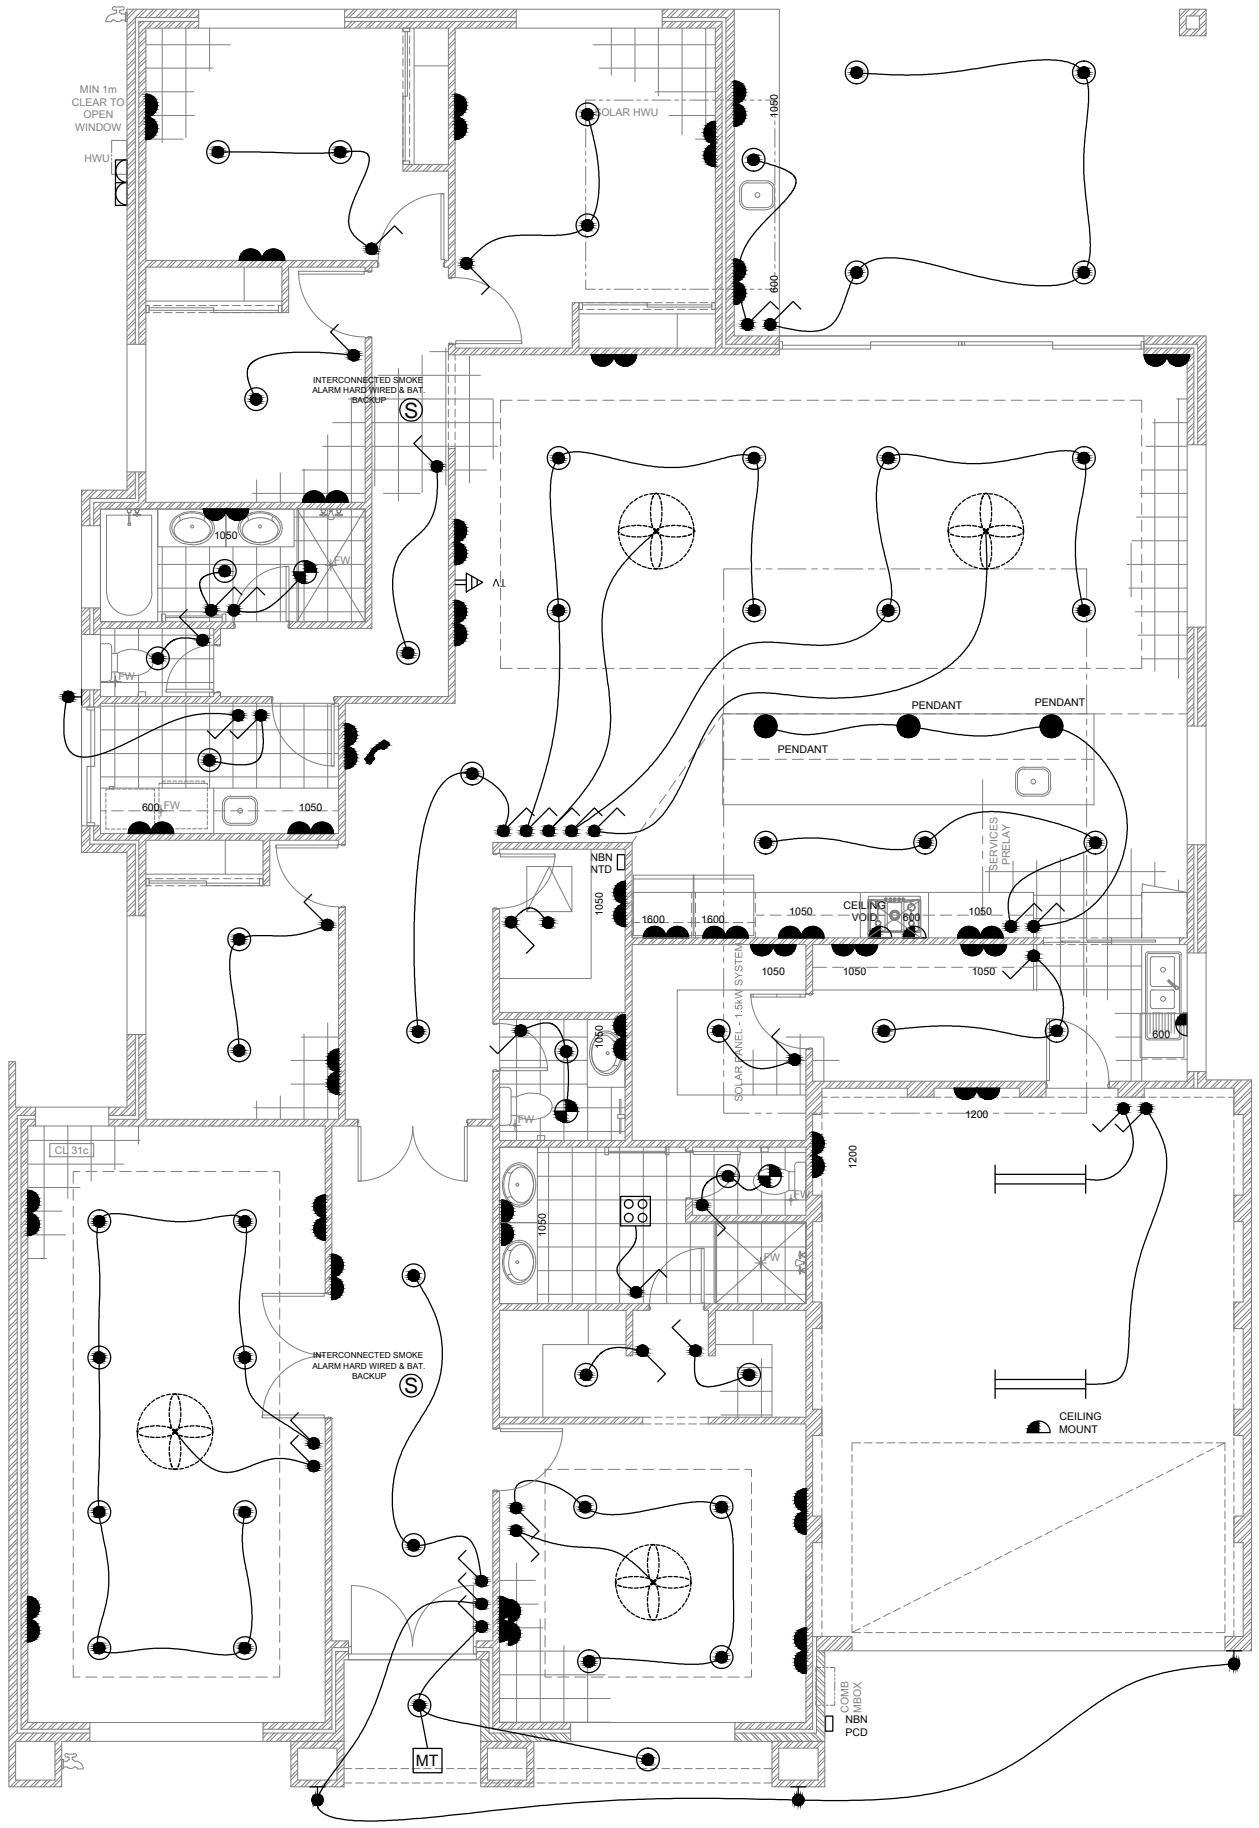 MIN 1m
CLEAR TO
OPEN
WINDOW
HWU
SOLAR HWU
1050
600
INTERCONNECTED SMOKE
ALARM HARD WIRED & BAT.
BACKUP
S
1050
FW
TV
FW
PENDANT
PENDANT
PENDANT
600
FW
1050
SERVICES
PRELAY
NBN
NTD
1050
1600
1600
1050
CEILING
VOID
600
1050
1050
1050
1050
SOLAR PANEL - 1.5kW SYSTEM
1050
600
FW
1200
CL 31c
1200
1050
FW
FW
INTERCONNECTED SMOKE
ALARM HARD WIRED & BAT.
BACKUP
S
CEILING
MOUNT
COMB
MBOX
NBN
PCD
MT